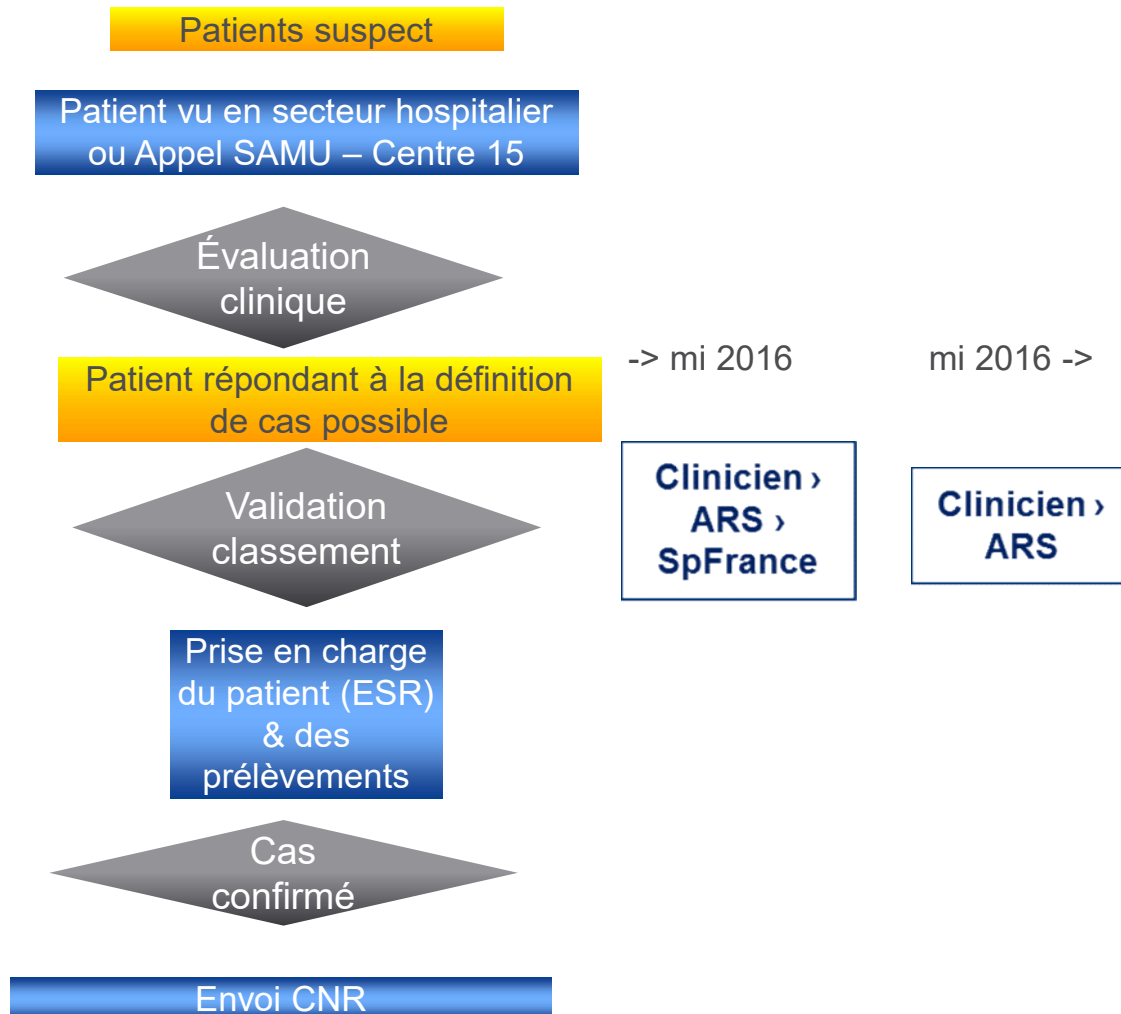 Patients suspect
Patient vu en secteur hospitalier
ou Appel SAMU – Centre 15
Évaluation
clinique
-> mi 2016
mi 2016 ->
Patient répondant à la définition
de cas possible
Clinicien ›
ARS ›
SpFrance
Clinicien ›
ARS
Validation
classement
Prise en charge
du patient (ESR)
& des
prélèvements
Cas
confirmé
Envoi CNR